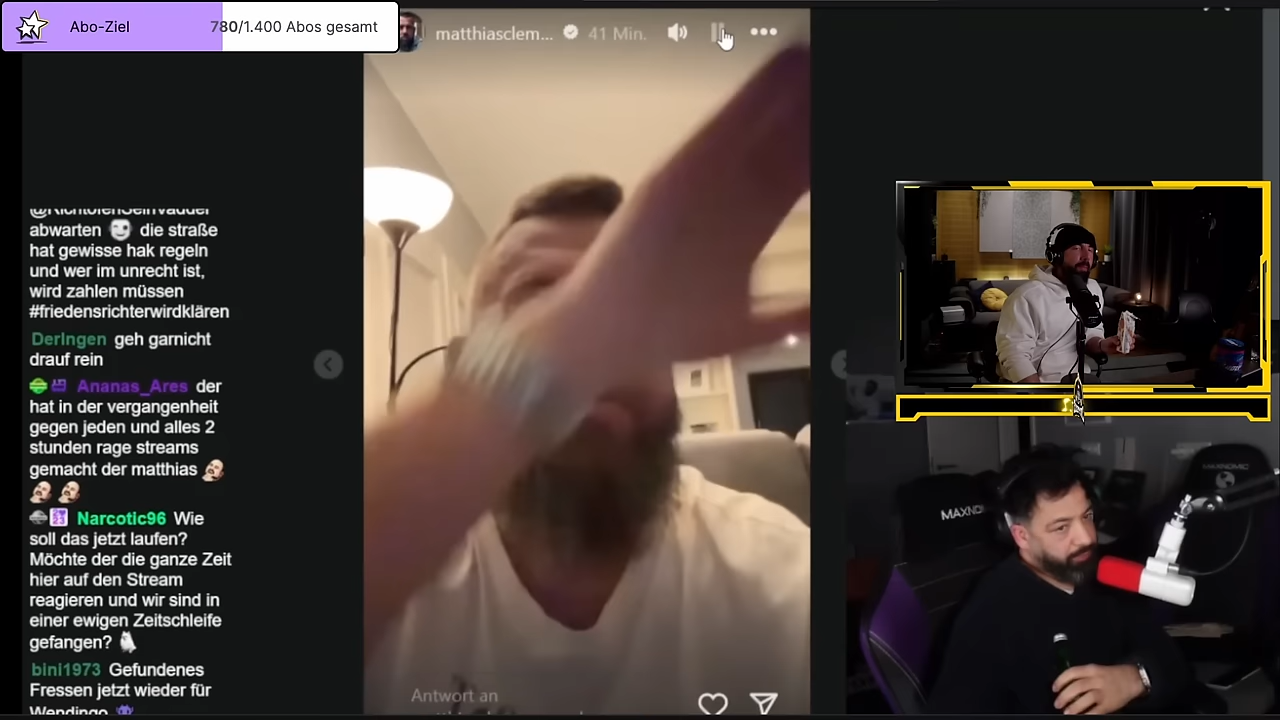 Abo-Ziel
780/1.400 Abos gesamt
matthiasclem...
41 Min.
abwarten die straße
hat gewisse hak regeln
und wer im unrecht ist,
wird zahlen müssen
#friedensrichterwirdklären
DerIngen geh garnicht
drauf rein
Ananas_Ares der
hat in der vergangenheit
gegen jeden und alles 2
stunden rage streams
gemacht der matthias
Narcotic96 Wie
soll das jetzt laufen?
Möchte der die ganze Zeit
hier auf den Stream
reagieren und wir sind in
einer ewigen Zeitschleife
gefangen?
bini1973 Gefundenes
Fressen jetzt wieder für
Wendingo
Antwort an
MAXNOMIC